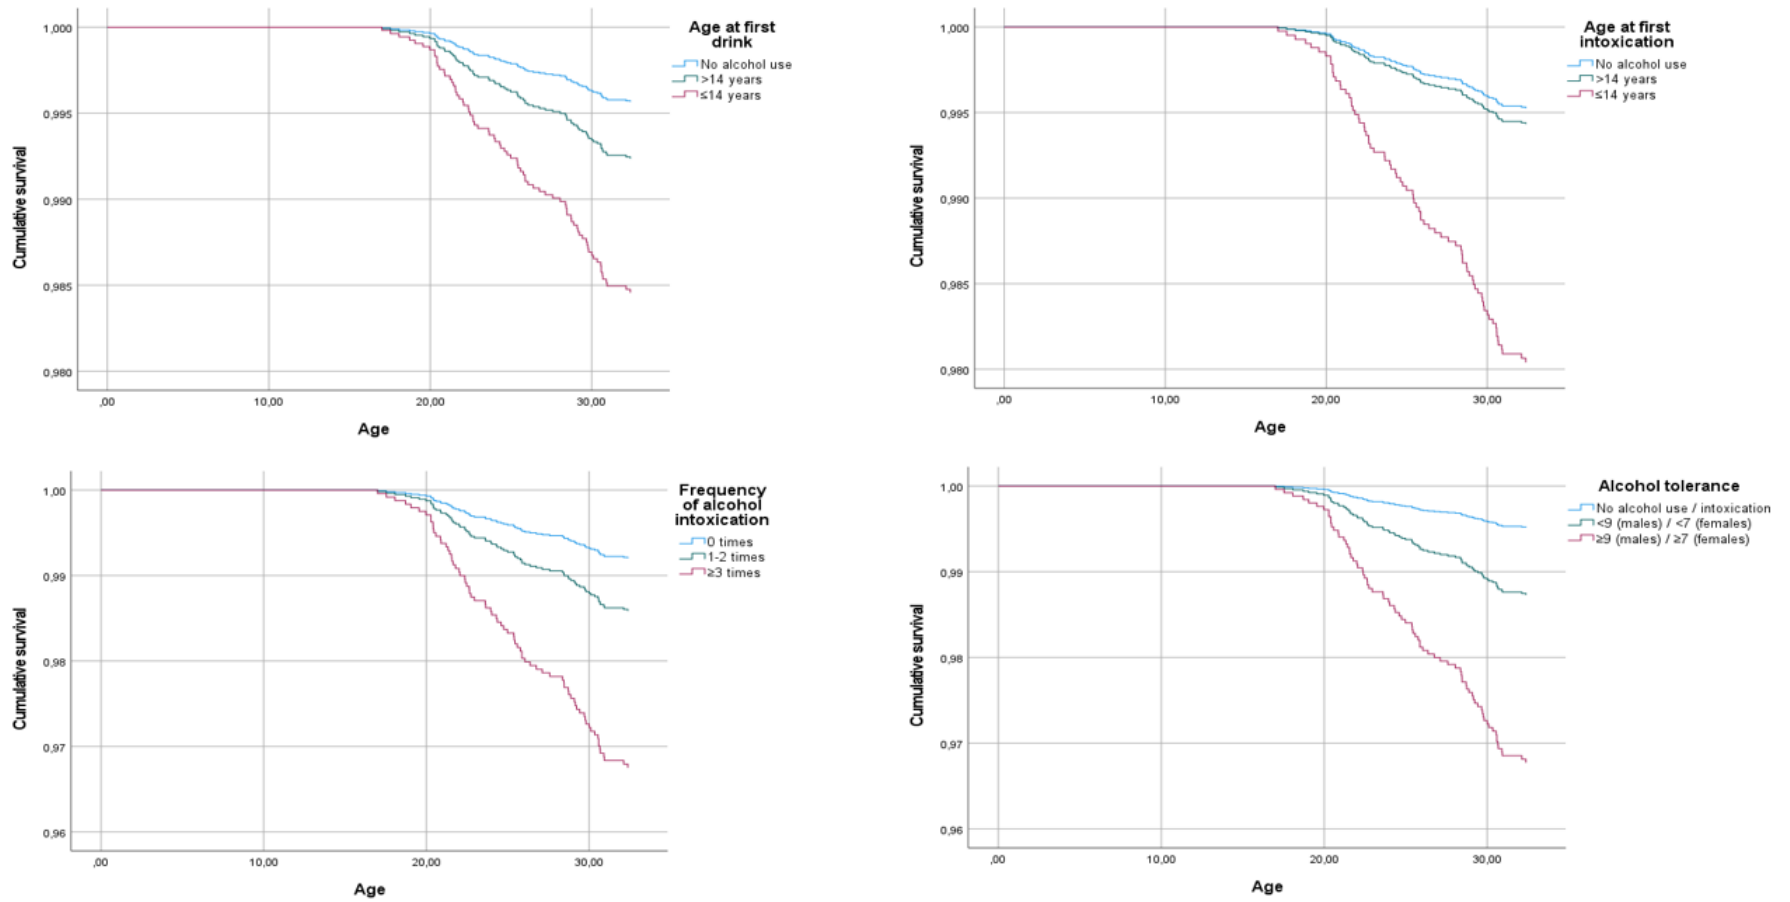 Age at first
drink
No alcohol use
>14 years
≤14 years
1,000
0,995
0,990
0,985
0,980
Cumulative survival
,00
10,00
20,00
30,00
Age
Age at first
intoxication
No alcohol use
>14 years
≤14 years
1,000
0,995
0,990
0,985
0,980
Cumulative survival
,00
10,00
20,00
30,00
Age
Frequency
of alcohol
intoxication
0 times
1-2 times
≥3 times
1,00
0,99
0,98
0,97
0,96
Cumulative survival
,00
10,00
20,00
30,00
Age
Alcohol tolerance
No alcohol use / intoxication
<9 (males) / <7 (females)
≥9 (males) / ≥7 (females)
1,00
0,99
0,98
0,97
0,96
Cumulative survival
,00
10,00
20,00
30,00
Age